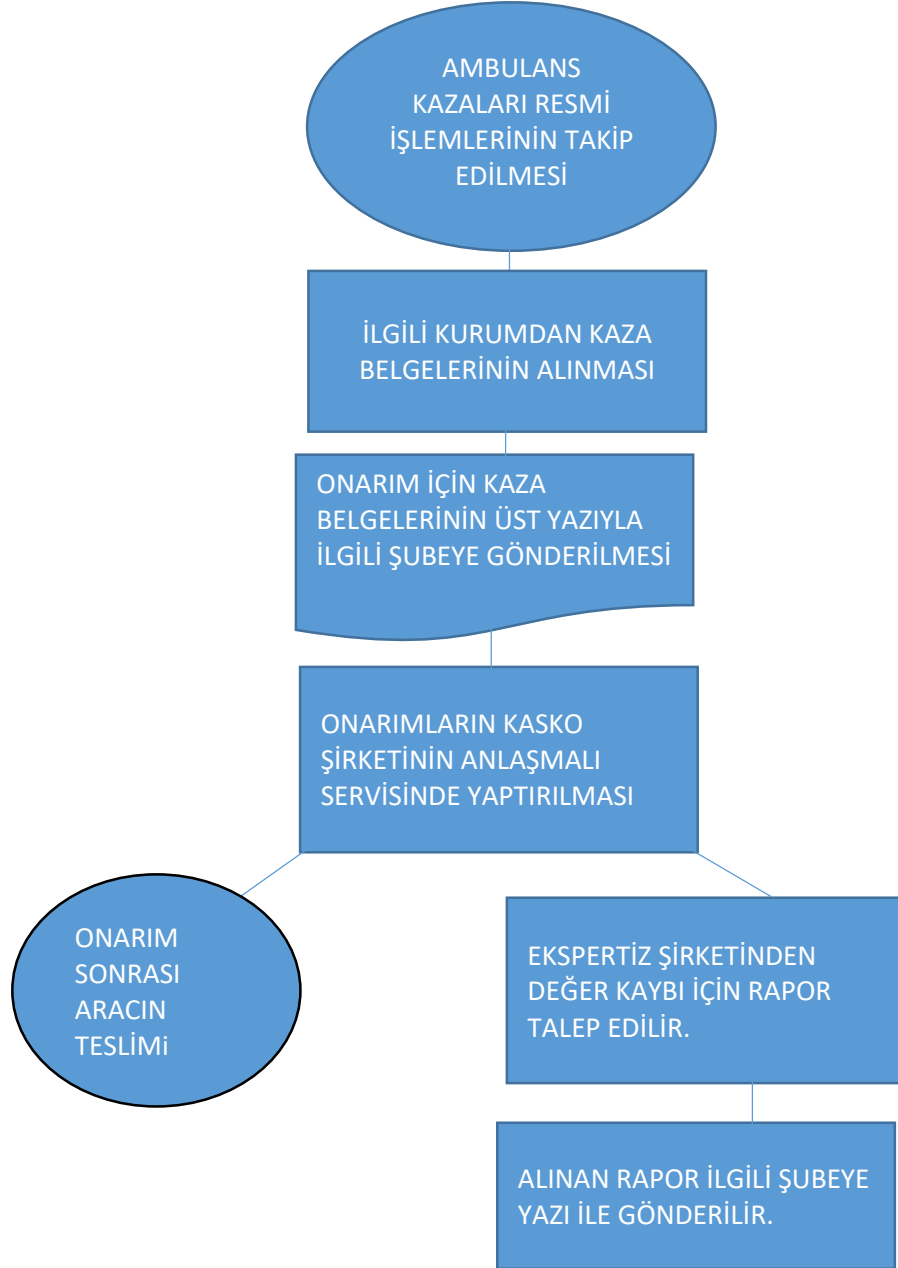 AMBULANS
KAZALARI RESMİ
İŞLEMLERİNİN TAKİP
EDİLMESİ
İLGİLİ KURUMDAN KAZA
BELGELERİNİN ALINMASI
ONARIM İÇİN KAZA
BELGELERİNİN ÜST YAZIYLA
İLGİLİ ŞUBEYE GÖNDERİLMESİ
ONARIMLARIN KASKO
ŞİRKETİNİN ANLAŞMALI
SERVİSİNDE YAPTIRILMASI
ONARIM
SONRASI
ARACIN
TESLİMi
EKSPERTİZ ŞİRKETİNDEN
DEĞER KAYBI İÇİN RAPOR
TALEP EDİLİR.
ALINAN RAPOR İLGİLİ ŞUBEYE
YAZI İLE GÖNDERİLİR.